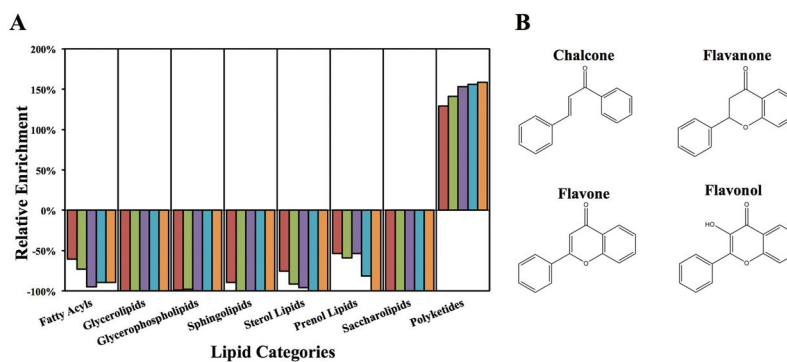 A
B
200%
150%
100%
50%
0%
-50%
-100%
Relative Enrichment
Fatty Acyls
Glycerolipids
Glycerophospholipids
Sphingolipids
Sterol Lipids
Prenol Lipids
Saccharolipids
Polyketides
Lipid Categories
Chalcone
O
Flavanone
O
O
Flavone
O
O
Flavonol
O
HO
O